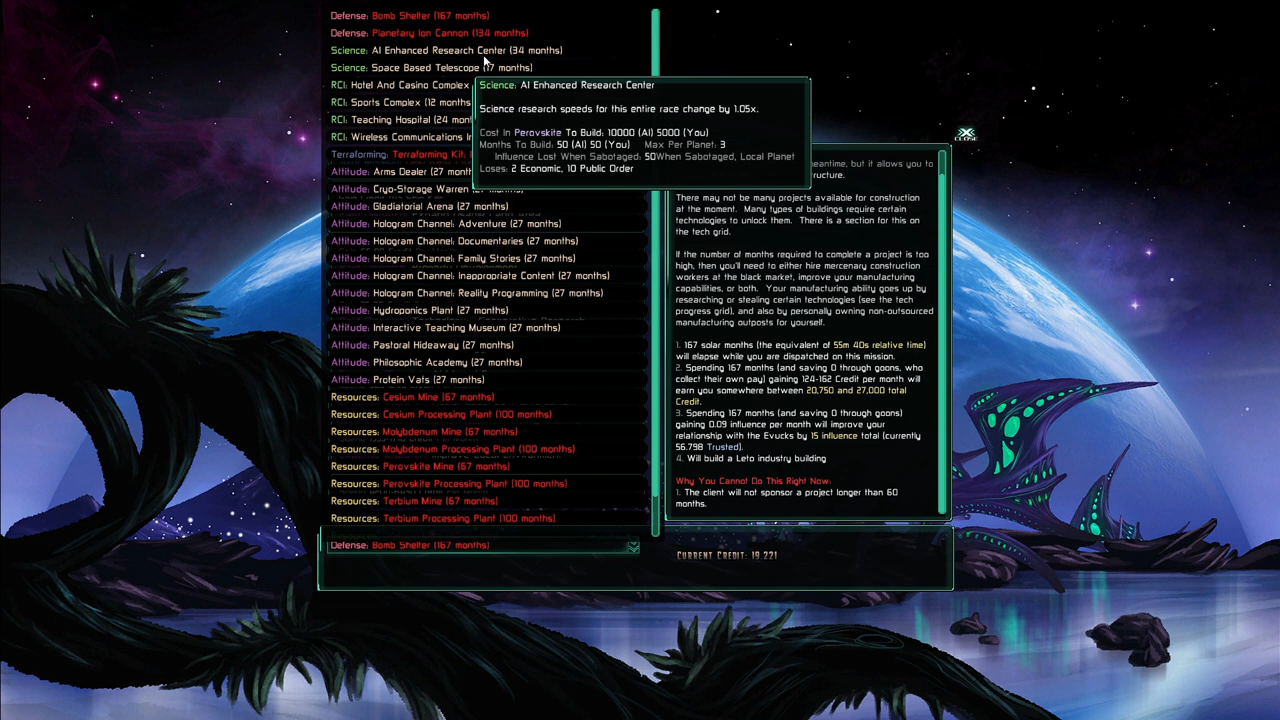 Defense: Bomb Shelter (167 months)
Defense: Planetary Ion Cannon (134 months)
Science: AI Enhanced Research Center (34 months)
Science: Space Based Telescope (17 months)
RCI: Hotel And Casino Complex
RCI: Sports Complex (12 months
RCI: Teaching Hospital (24 mon
RCI: Wireless Communications In
Terraforming: Terraforming Kit:
Attitude: Arms Dealer (27 mont
Attitude: Cryo-Storage Warren (27 months)
Attitude: Gladiatorial Arena (27 months)
Attitude: Hologram Channel: Adventure (27 months)
Attitude: Hologram Channel: Documentaries (27 months)
Attitude: Hologram Channel: Family Stories (27 months)
Attitude: Hologram Channel: Inappropriate Content (27 months)
Attitude: Hologram Channel: Reality Programming (27 months)
Attitude: Hydroponics Plant (27 months)
Attitude: Interactive Teaching Museum (27 months)
Attitude: Pastoral Hideaway (27 months)
Attitude: Philosophic Academy (27 months)
Attitude: Protein Vats (27 months)
Resources: Cesium Mine (67 months)
Resources: Cesium Processing Plant (100 months)
Resources: Molybdenum Mine (67 months)
Resources: Molybdenum Processing Plant (100 months)
Resources: Perovskite Mine (67 months)
Resources: Perovskite Processing Plant (100 months)
Resources: Terbium Mine (67 months)
Resources: Terbium Processing Plant (100 months)
Defense: Bomb Shelter (167 months)
Science: AI Enhanced Research Center
Science research speeds for this entire race change by 1.05x.
Cost In Perovskite To Build: 10000 (AI) 5000 (You)
Months To Build: 50 (AI) 50 (You) Max Per Planet: 3
Influence Lost When Sabotaged: 50When Sabotaged, Local Planet
Loses: 2 Economic, 10 Public Order
CLOSE
meantime, but it allows you to
ructure.
There may not be many projects available for construction
at the moment. Many types of buildings require certain
technologies to unlock them. There is a section for this on
the tech grid.
If the number of months required to complete a project is too
high, then you'll need to either hire mercenary construction
workers at the black market, improve your manufacturing
capabilities, or both. Your manufacturing ability goes up by
researching or stealing certain technologies (see the tech
progress grid), and also by personally owning non-outsourced
manufacturing outposts for yourself.
1. 167 solar months (the equivalent of 55m 40s relative time)
will elapse while you are dispatched on this mission.
2. Spending 167 months (and saving 0 through goons, who
collect their own pay) gaining 124-162 Credit per month will
earn you somewhere between 20,750 and 27,000 total
Credit.
3. Spending 167 months (and saving 0 through goons)
gaining 0.09 influence per month will improve your
relationship with the Evucks by 15 influence total (currently
56.798 Trusted).
4. Will build a Leto industry building
Why You Cannot Do This Right Now:
1. The client will not sponsor a project longer than 60
months.
CURRENT CREDIT: 19,221